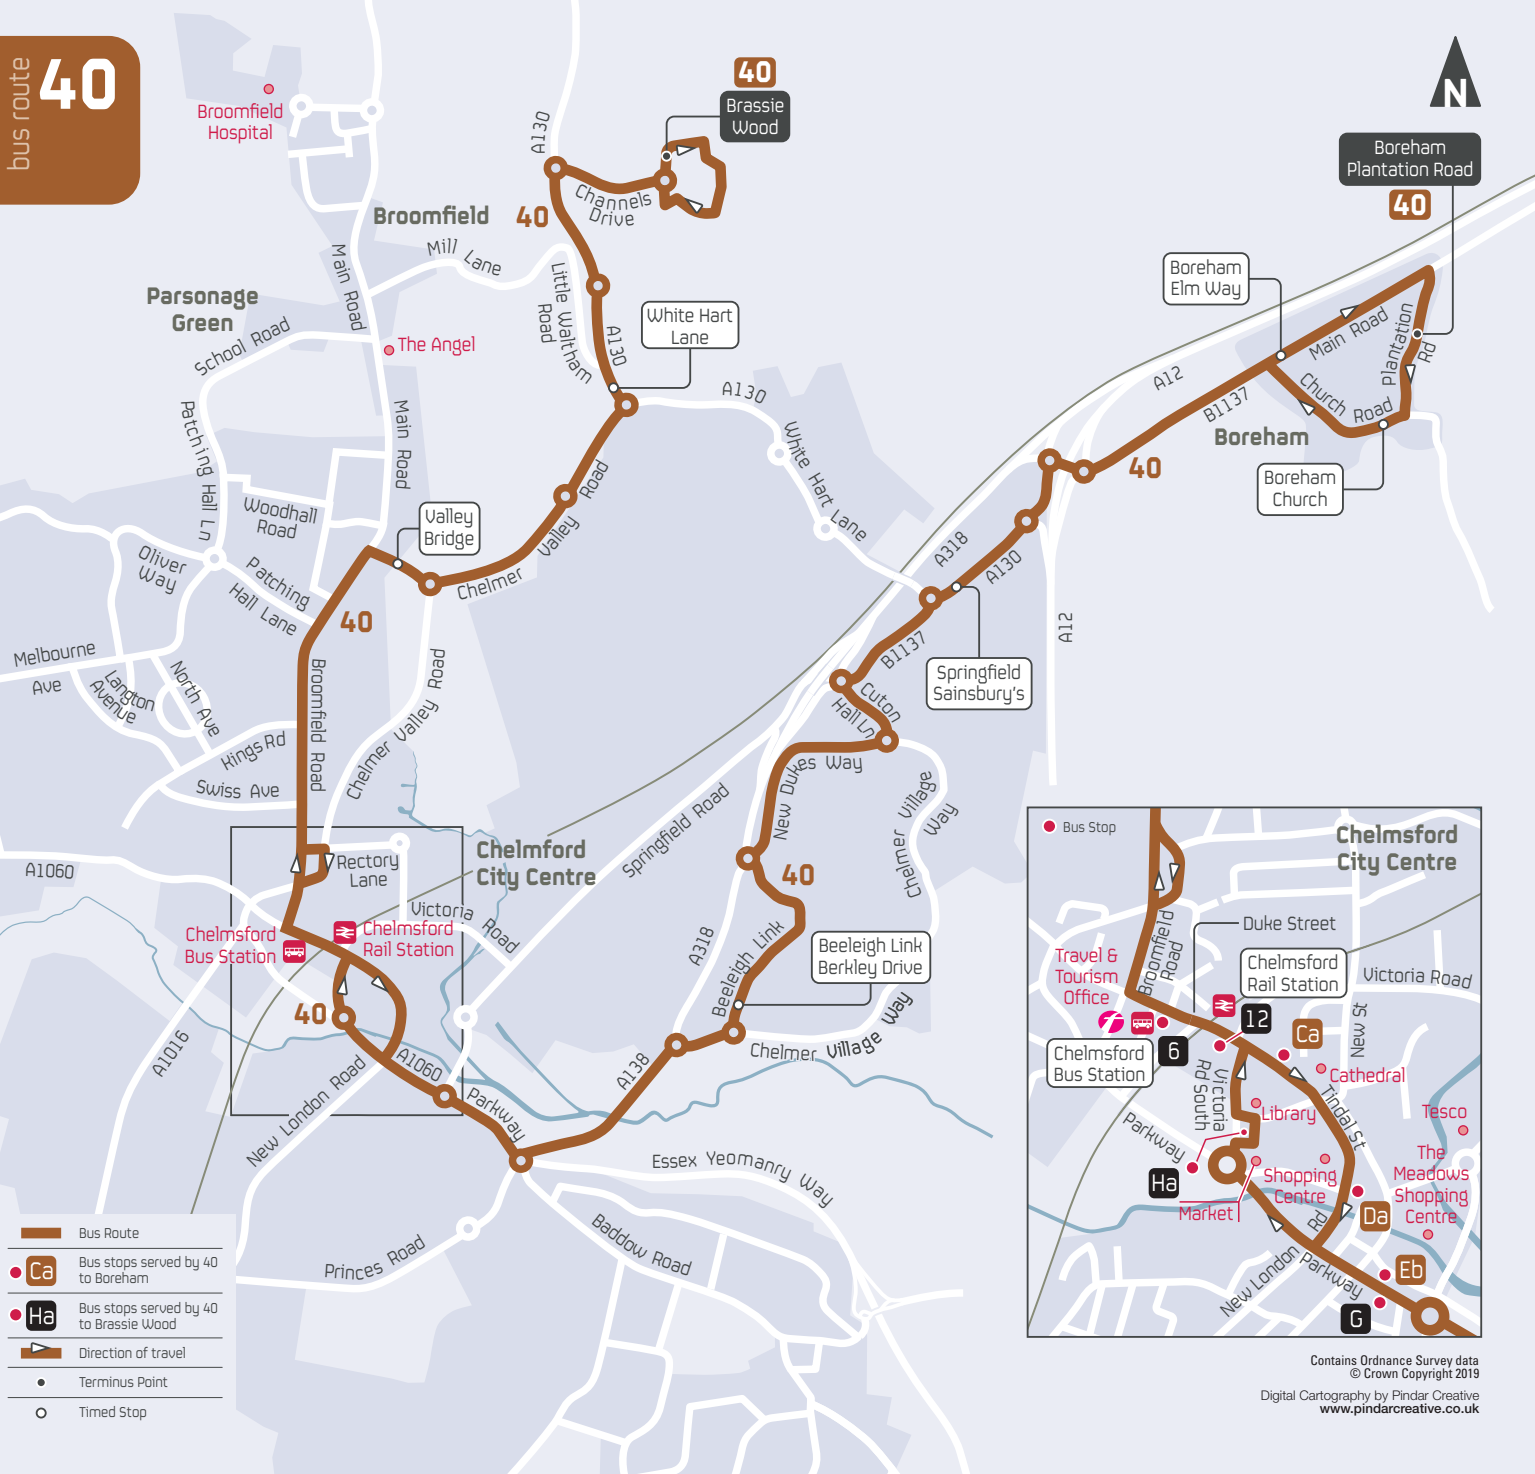 bus route
40
Broomfield
Hospital
A130
40
Brassie
Wood
Channels
Drive
N
Boreham
Plantation Road
40
Broomfield
40
Mill Lane
Main Road
Little Waltham
Road
A130
White Hart
Lane
Parsonage
Green
School Road
The Angel
Boreham
Elm Way
Main Road
Plantation
Rd
A12
B1137
Church Road
Boreham
40
Boreham
Church
A130
White Hart Lane
Patching Hall Ln
Main Road
Woodhall
Road
Valley
Bridge
Chelmer Valley Road
Oliver
Way
Patching
Hall Lane
40
A318
A130
A12
B1137
Springfield
Sainsbury's
Melbourne
Ave
Langton
Avenue
North Ave
Kings Rd
Swiss Ave
Broomfield Road
Chelmer Valley Road
Cuton
Hall Ln
New Dukes Way
Chelmer Village
Way
Springfield Road
A1060
Rectory
Lane
Chelmford
City Centre
40
Victoria Road
Chelmsford
Bus Station
Chelmsford
Rail Station
A318
Beeleigh Link
Beeleigh Link
Berkley Drive
40
A1016
A1060
New London Road
Parkway
A138
Chelmer Village Way
Essex Yeomanry Way
Baddow Road
Princes Road
Bus Route
Ca
Bus stops served by 40
to Boreham
Ha
Bus stops served by 40
to Brassie Wood
Direction of travel
Terminus Point
Timed Stop
Bus Stop
Chelmsford
City Centre
Duke Street
Broomfield
Road
Travel &
Tourism
Office
Chelmsford
Rail Station
Victoria Road
New St
12
Ca
6
Chelmsford
Bus Station
Cathedral
Victoria
Rd South
Library
Tindal St
Tesco
Parkway
Ha
Market
Shopping
Centre
The
Meadows
Shopping
Centre
Da
New London Rd
Parkway
Eb
G
Contains Ordnance Survey data
© Crown Copyright 2019
Digital Cartography by Pindar Creative
www.pindarcreative.co.uk